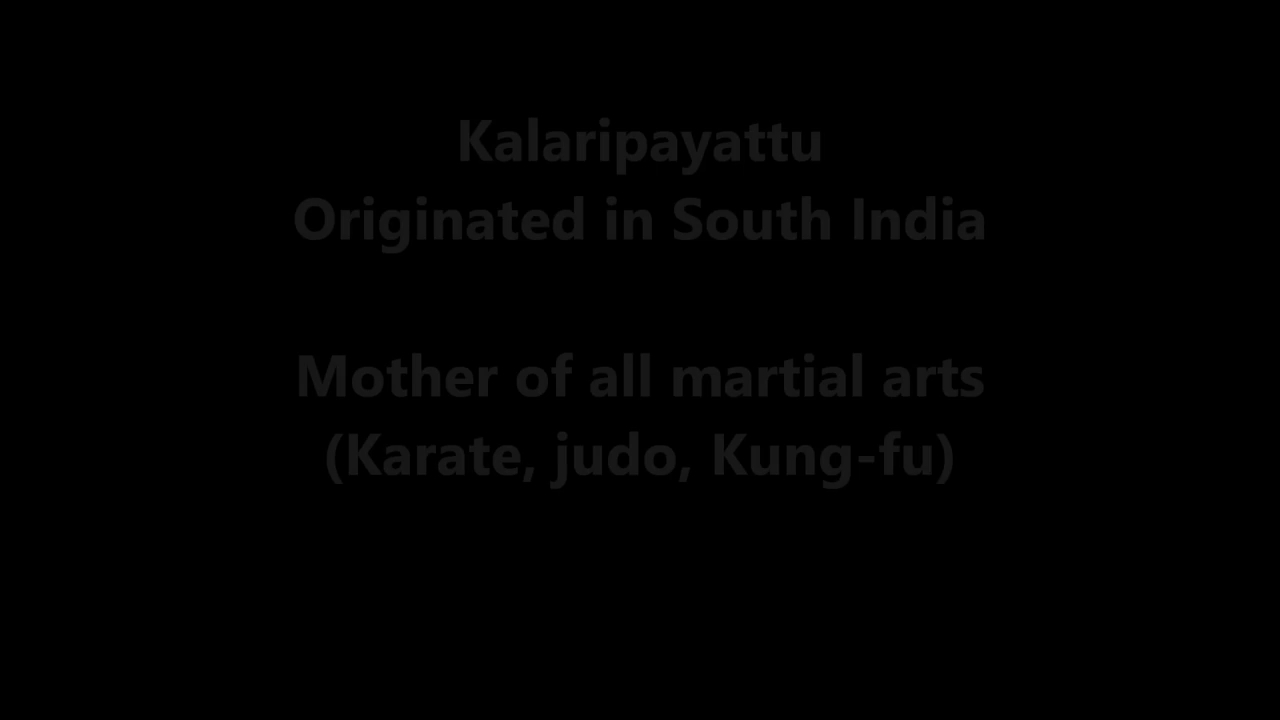 Kalaripayattu
Originated in South India
Mother of all martial arts
(Karate, judo, Kung-fu)